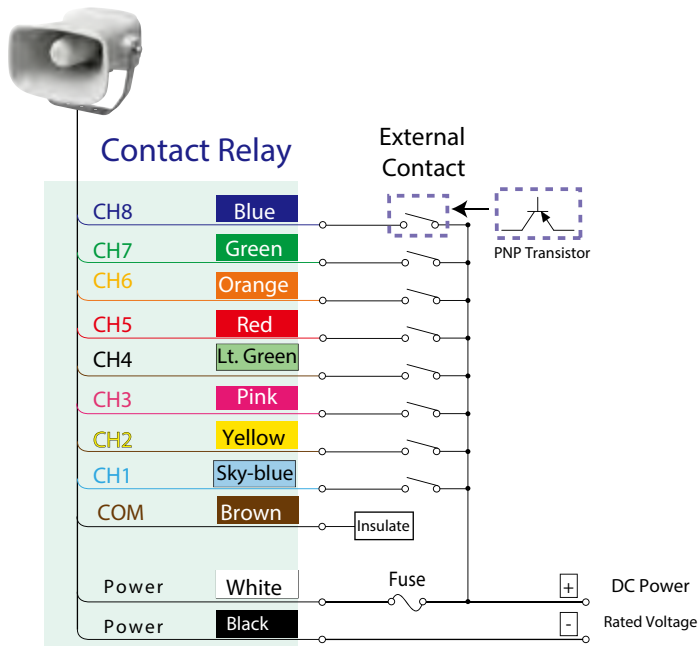 Contact Relay
External
Contact
CH8 Blue
PNP Transistor
CH7 Green
CH6 Orange
CH5 Red
CH4 Lt. Green
CH3 Pink
CH2 Yellow
CH1 Sky-blue
COM Brown
Insulate
Power White Fuse + DC Power
Power Black - Rated Voltage